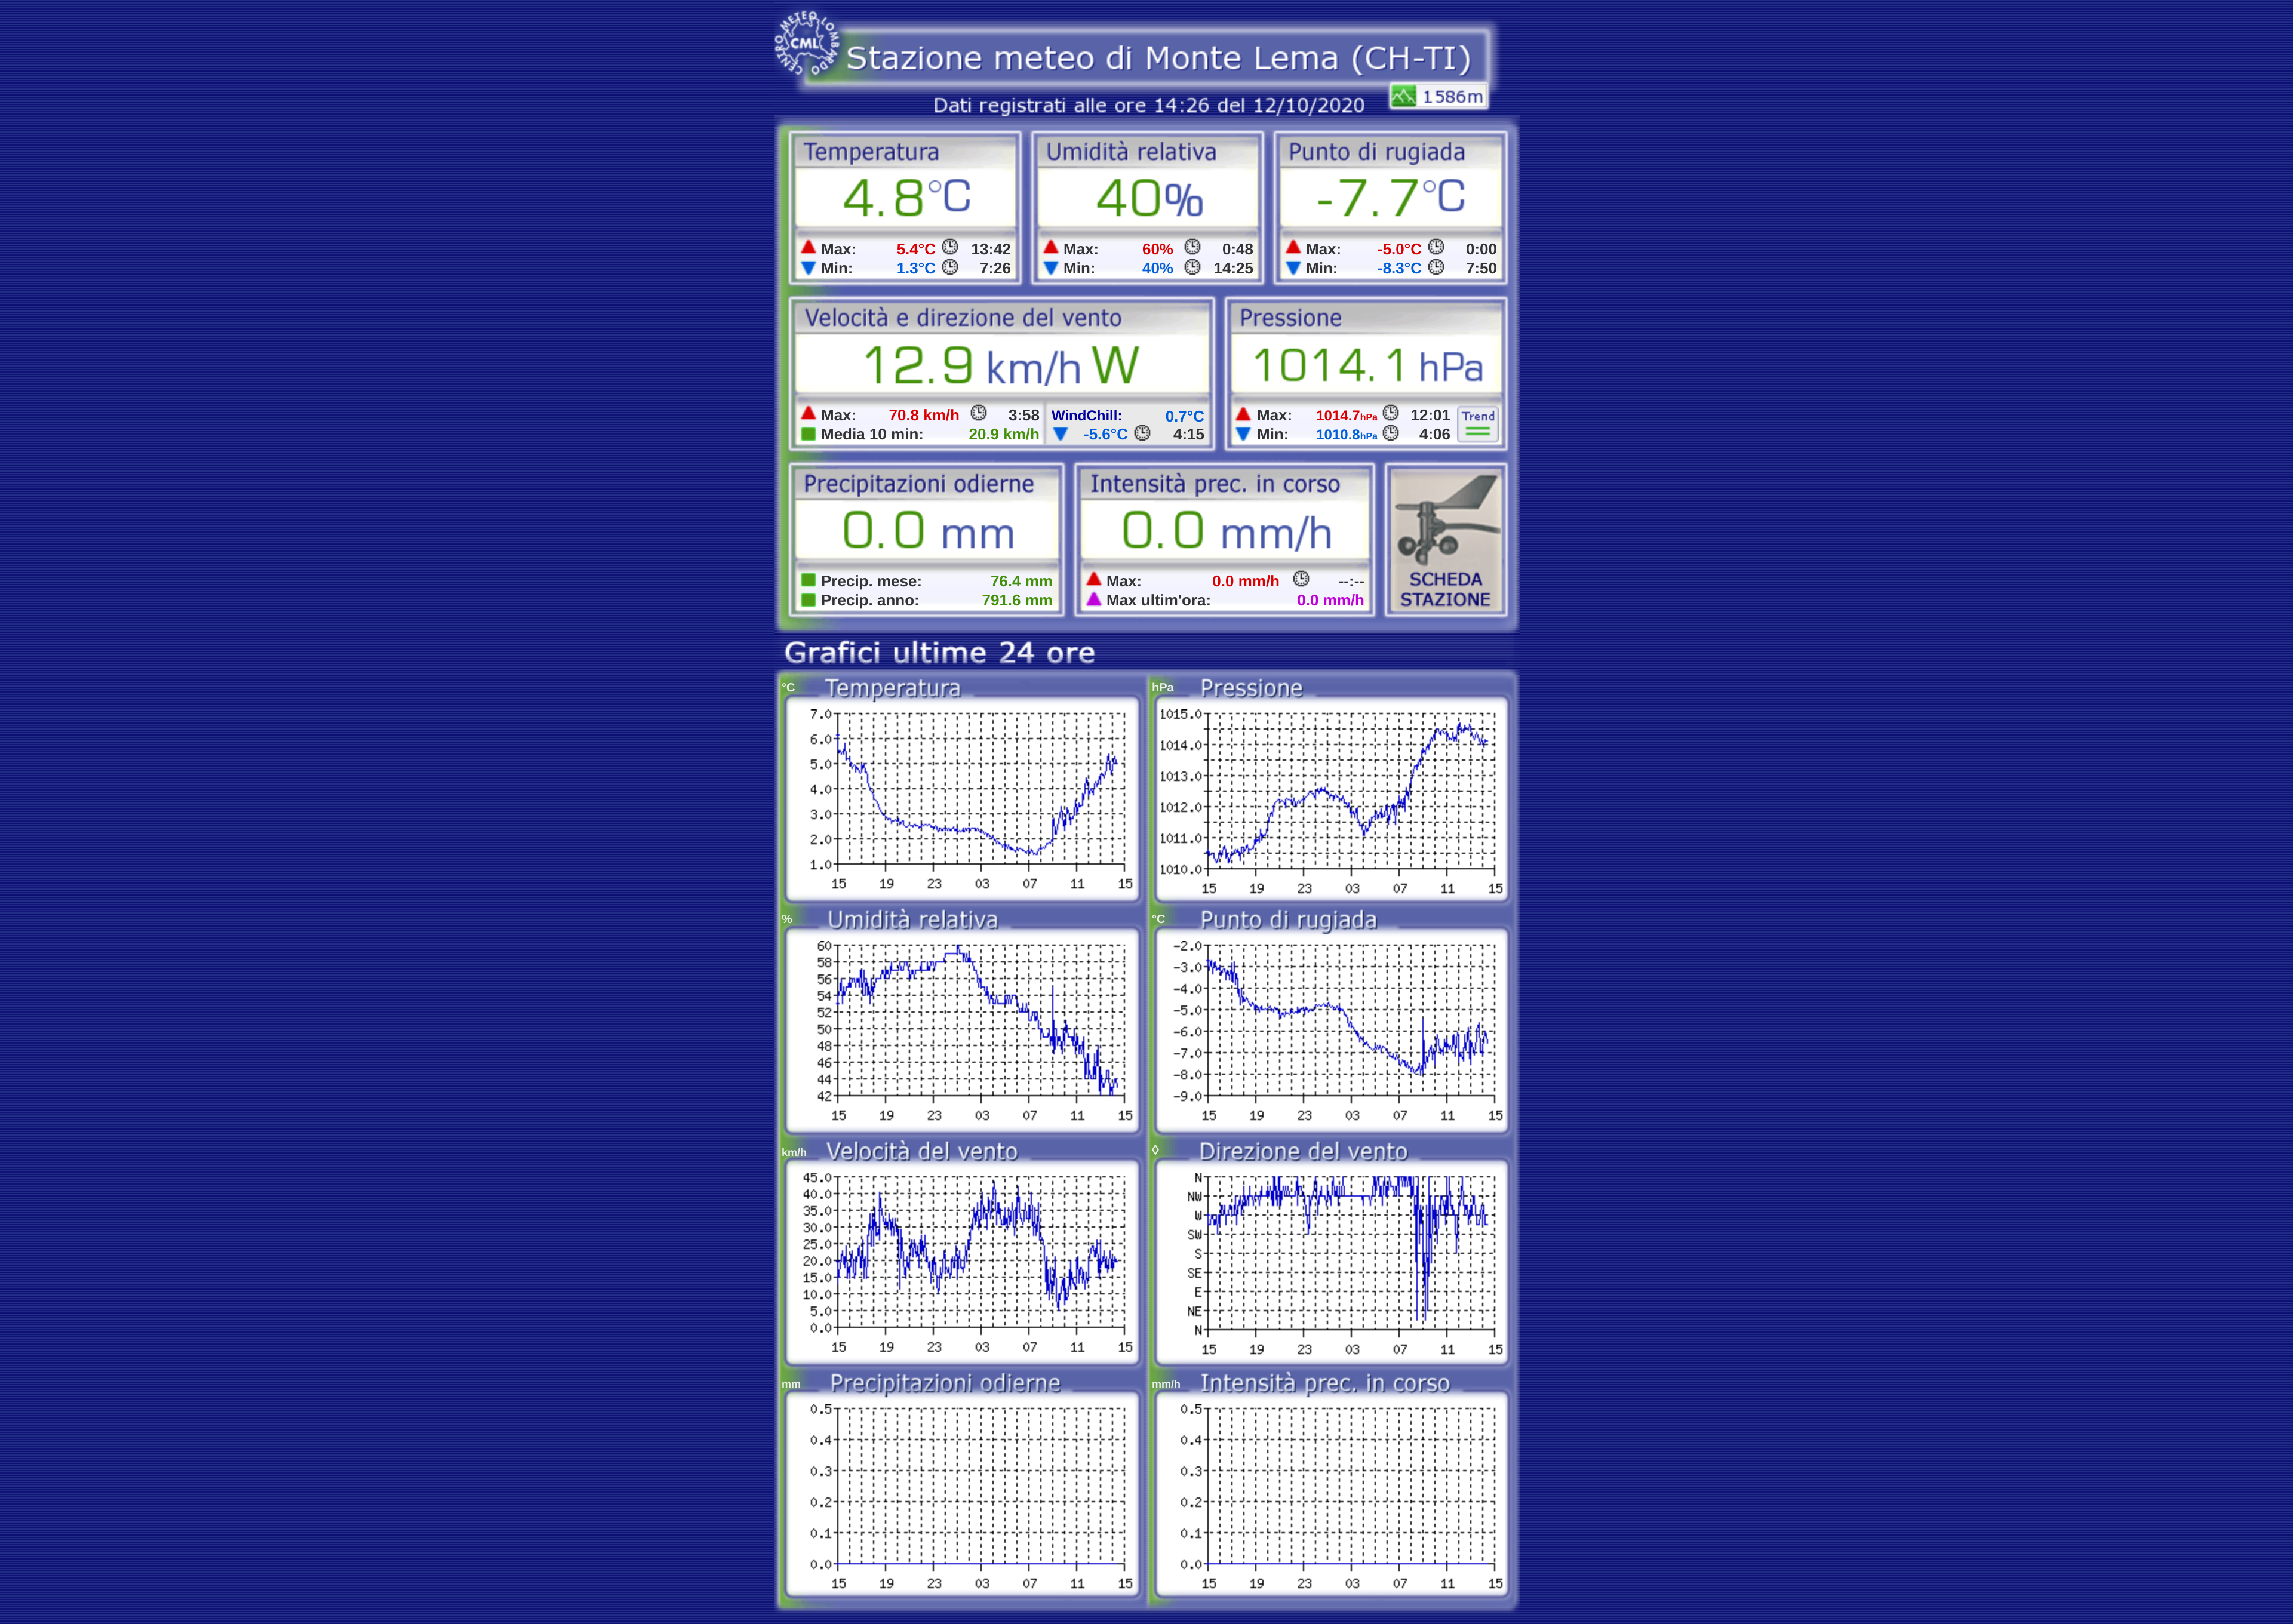 CENTRO METEO LOMBARDO
CML
Stazione meteo di Monte Lema (CH-TI)
Dati registrati alle ore 14:26 del 12/10/2020
1586m
Temperatura
4.8°C
Max: 5.4°C 13:42
Min: 1.3°C 7:26
Umidità relativa
40%
Max: 60% 0:48
Min: 40% 14:25
Punto di rugiada
-7.7°C
Max: -5.0°C 0:00
Min: -8.3°C 7:50
Velocità e direzione del vento
12.9 km/h W
Max: 70.8 km/h 3:58
Media 10 min: 20.9 km/h
WindChill: 0.7°C
-5.6°C 4:15
Pressione
1014.1 hPa
Max: 1014.7hPa 12:01
Min: 1010.8hPa 4:06
Trend
Precipitazioni odierne
0.0 mm
Precip. mese: 76.4 mm
Precip. anno: 791.6 mm
Intensità prec. in corso
0.0 mm/h
Max: 0.0 mm/h --:--
Max ultim'ora: 0.0 mm/h
SCHEDA
STAZIONE
Grafici ultime 24 ore
°C Temperatura
7.0
6.0
5.0
4.0
3.0
2.0
1.0
15 19 23 03 07 11 15
hPa Pressione
1015.0
1014.0
1013.0
1012.0
1011.0
1010.0
15 19 23 03 07 11 15
% Umidità relativa
60
58
56
54
52
50
48
46
44
42
15 19 23 03 07 11 15
°C Punto di rugiada
-2.0
-3.0
-4.0
-5.0
-6.0
-7.0
-8.0
-9.0
15 19 23 03 07 11 15
km/h Velocità del vento
45.0
40.0
35.0
30.0
25.0
20.0
15.0
10.0
5.0
0.0
15 19 23 03 07 11 15
◊ Direzione del vento
N
NW
W
SW
S
SE
E
NE
N
15 19 23 03 07 11 15
mm Precipitazioni odierne
0.5
0.4
0.3
0.2
0.1
0.0
15 19 23 03 07 11 15
mm/h Intensità prec. in corso
0.5
0.4
0.3
0.2
0.1
0.0
15 19 23 03 07 11 15